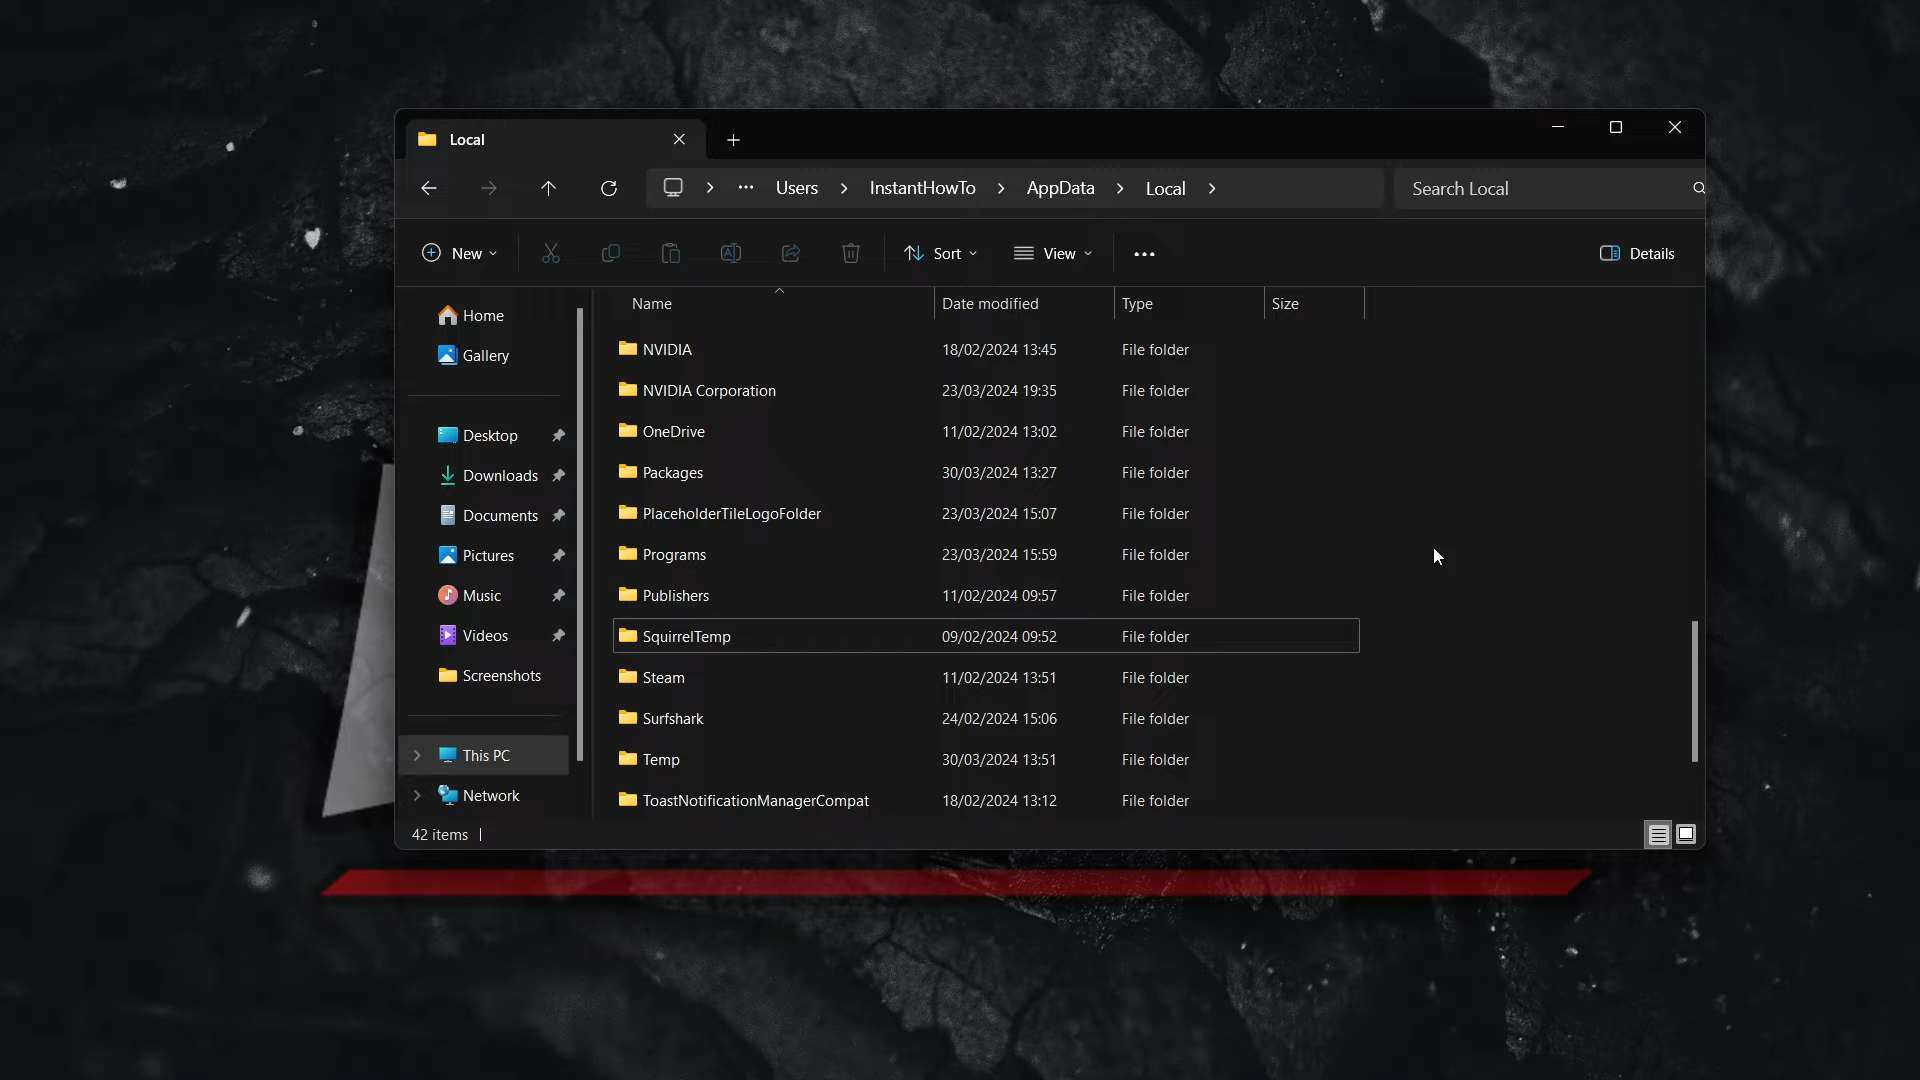 Local
Users InstantHowTo AppData Local
Search Local
New Sort View ••• Details
Home
Gallery
Desktop
Downloads
Documents
Pictures
Music
Videos
Screenshots
This PC
Network
Name Date modified Type Size
NVIDIA 18/02/2024 13:45 File folder
NVIDIA Corporation 23/03/2024 19:35 File folder
OneDrive 11/02/2024 13:02 File folder
Packages 30/03/2024 13:27 File folder
PlaceholderTileLogoFolder 23/03/2024 15:07 File folder
Programs 23/03/2024 15:59 File folder
Publishers 11/02/2024 09:57 File folder
SquirrelTemp 09/02/2024 09:52 File folder
Steam 11/02/2024 13:51 File folder
Surfshark 24/02/2024 15:06 File folder
Temp 30/03/2024 13:51 File folder
ToastNotificationManagerCompat 18/02/2024 13:12 File folder
42 items